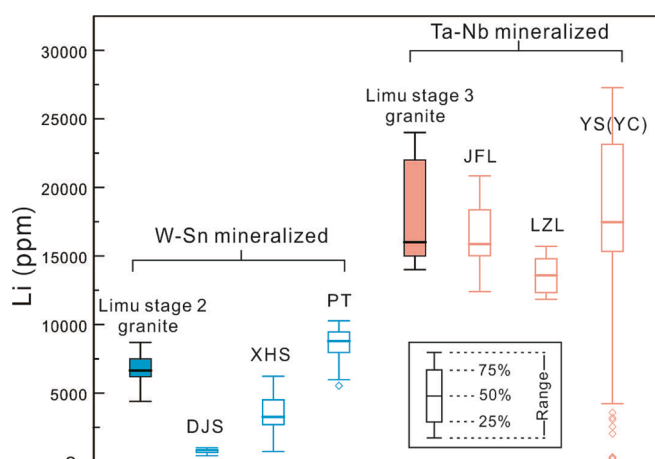 Ta-Nb mineralized
30000
Limu stage 3
granite
YS(YC)
25000
JFL
20000
LZL
W-Sn mineralized
15000
Li (ppm)
Limu stage 2
granite
PT
10000
XHS
75%
50%
25%
Range
5000
DJS